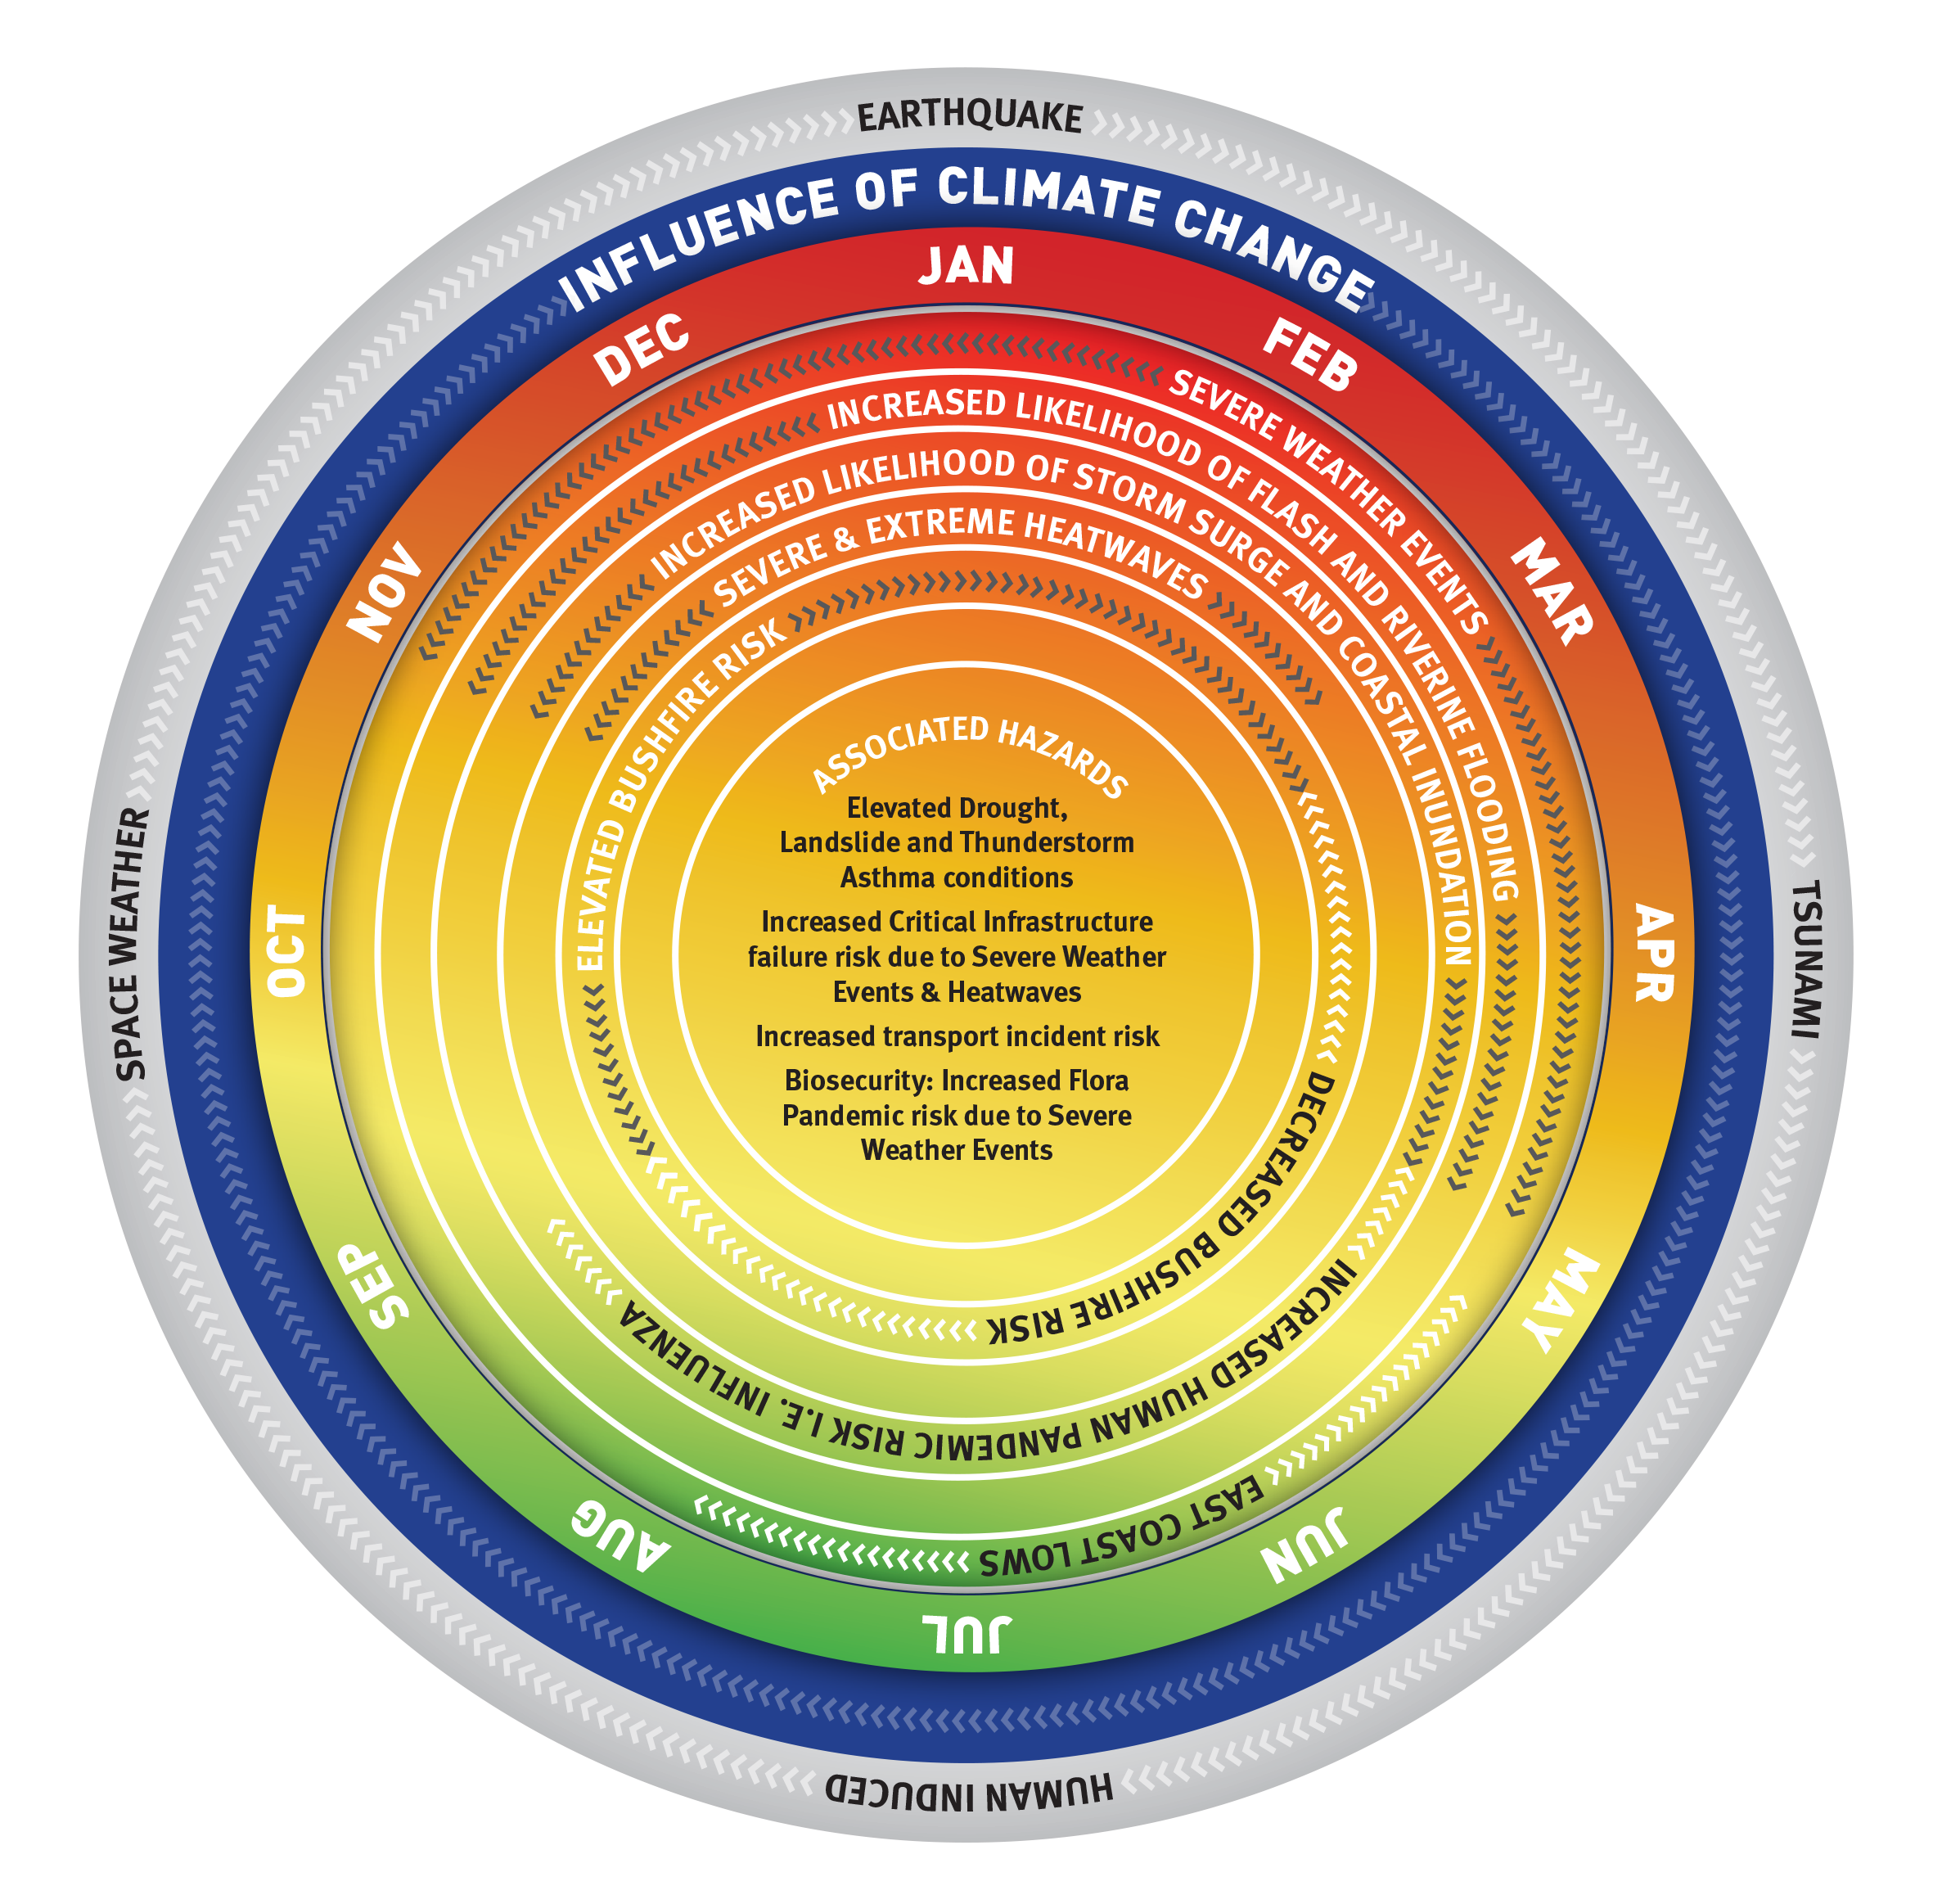 EARTHQUAKE
TSUNAMI
HUMAN INDUCED
SPACE WEATHER
INFLUENCE OF CLIMATE CHANGE
JAN
FEB
MAR
APR
MAY
JUN
JUL
AUG
SEP
OCT
NOV
DEC
SEVERE WEATHER EVENTS
EAST COAST LOWS
INCREASED LIKELIHOOD OF FLASH AND RIVERINE FLOODING
INCREASED LIKELIHOOD OF STORM SURGE AND COASTAL INUNDATION
INCREASED HUMAN PANDEMIC RISK I.E. INFLUENZA
SEVERE & EXTREME HEATWAVES
ELEVATED BUSHFIRE RISK
DECREASED BUSHFIRE RISK
ASSOCIATED HAZARDS
Elevated Drought,
Landslide and Thunderstorm
Asthma conditions
Increased Critical Infrastructure
failure risk due to Severe Weather
Events & Heatwaves
Increased transport incident risk
Biosecurity: Increased Flora
Pandemic risk due to Severe
Weather Events